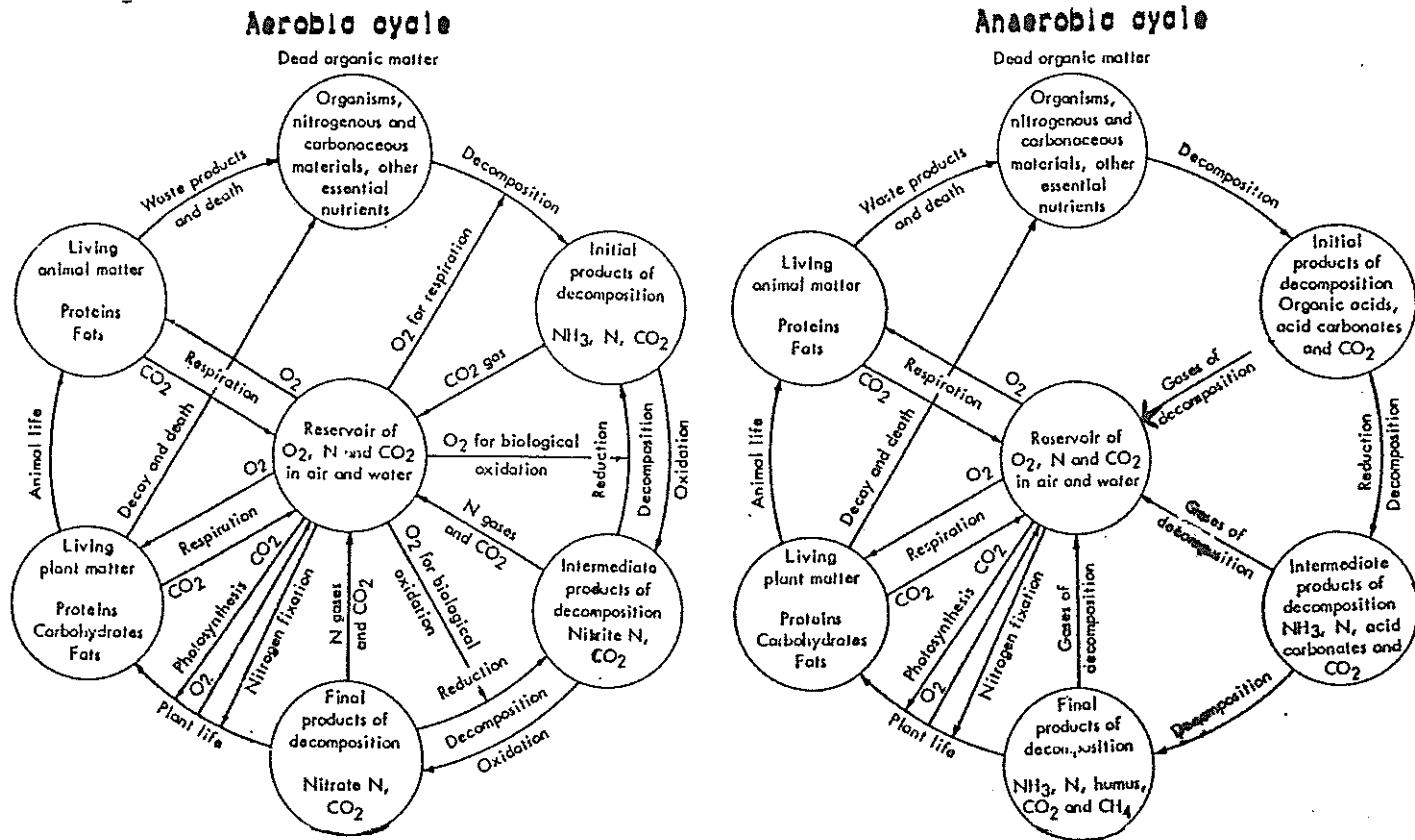 Aerobic cycle
Dead organic matter
Organisms,
nitrogenous and
carbonaceous
materials, other
essential
nutrients
Waste products
and death
Decomposition
Living
animal matter
Proteins
Fats
O2 for respiration
Initial
products of
decomposition
NH3, N, CO2
O2
Respiration
CO2
CO2 gas
Animal life
Decay and death
Reservoir of
O2, N and CO2
in air and water
O2 for biological
oxidation
Reduction
Decomposition
Oxidation
O2
Respiration
CO2
Living
plant matter
Proteins
Carbohydrates
Fats
Photosynthesis
CO2
O2
Nitrogen fixation
N gases
and CO2
O2 for biological
oxidation
N gases
and CO2
Intermediate
products of
decomposition
Nitrite N,
CO2
Plant life
Reduction
Decomposition
Oxidation
Final
products of
decomposition
Nitrate N,
CO2
Anaerobic cycle
Dead organic matter
Organisms,
nitrogenous and
carbonaceous
materials, other
essential
nutrients
Waste products
and death
Decomposition
Living
animal matter
Proteins
Fats
Initial
products of
decomposition
Organic acids,
acid carbonates
and CO2
O2
Respiration
CO2
Gases of
decomposition
Animal life
Decay and death
Reservoir of
O2, N and CO2
in air and water
Reduction
Decomposition
O2
Respiration
CO2
Living
plant matter
Proteins
Carbohydrates
Fats
Photosynthesis
CO2
O2
Nitrogen fixation
Gases of
decomposition
Gases of
decomposition
Intermediate
products of
decomposition
NH3, N, acid
carbonates and
CO2
Plant life
Decomposition
Final
products of
decomposition
NH3, N, humus,
CO2 and CH4